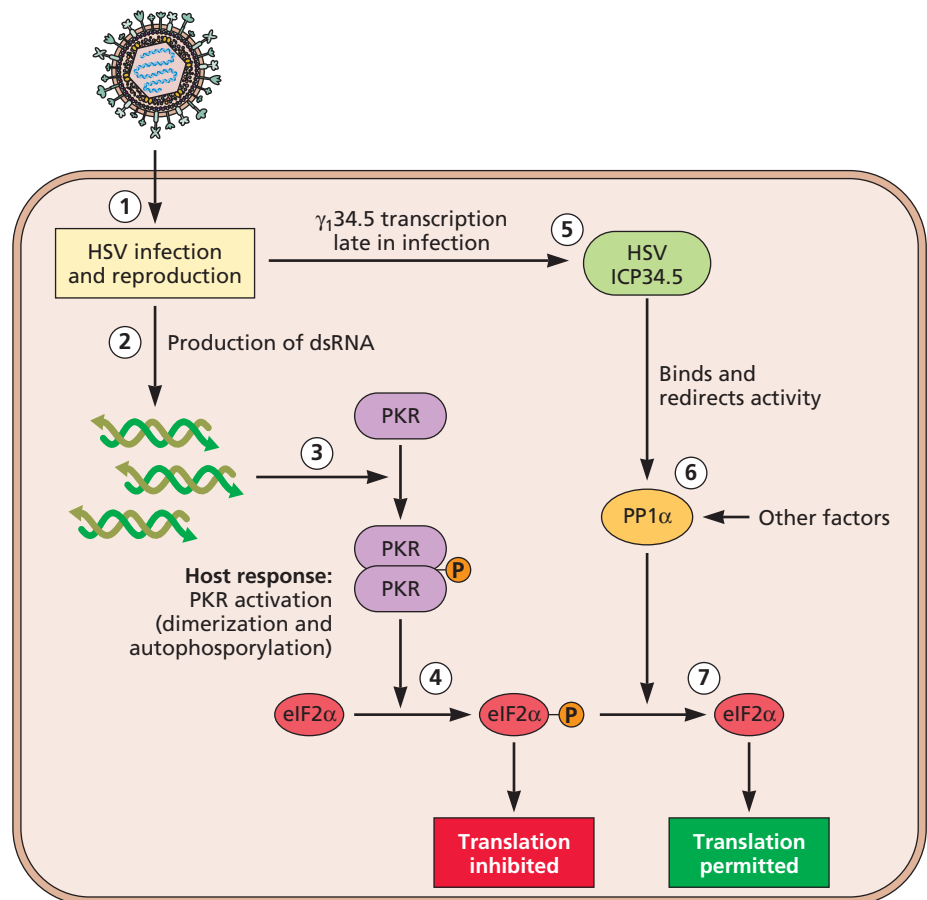 1
HSV infection
and reproduction
γ₁34.5 transcription
late in infection
5
HSV
ICP34.5
2
Production of dsRNA
Binds and
redirects activity
3
PKR
6
PP1α
Other factors
PKR
P
PKR
Host response:
PKR activation
(dimerization and
autophosporylation)
4
7
eIF2α
eIF2α
P
eIF2α
Translation
inhibited
Translation
permitted